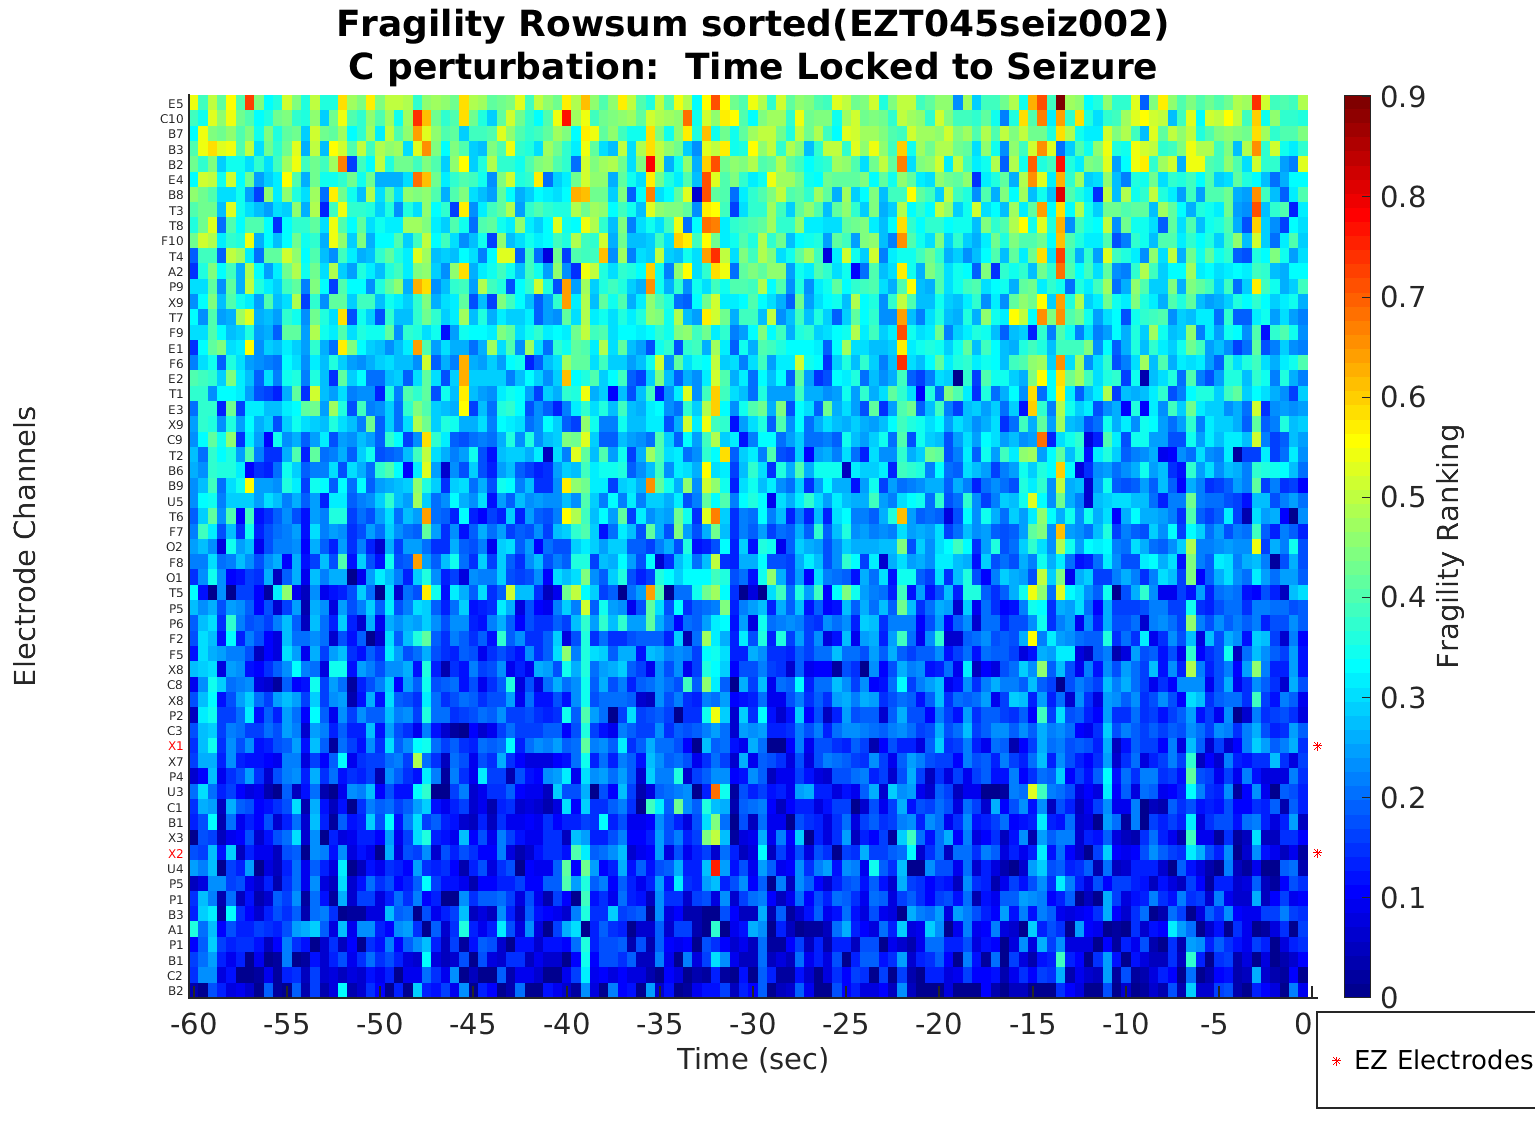 Fragility Rowsum sorted(EZT045seiz002)
C perturbation:  Time Locked to Seizure
Electrode Channels
E5
C10
B7
B3
B2
E4
B8
T3
T8
F10
T4
A2
P9
X9
T7
F9
E1
F6
E2
T1
E3
X9
C9
T2
B6
B9
U5
T6
F7
O2
F8
O1
T5
P5
P6
F2
F5
X8
C8
X8
P2
C3
X1
X7
P4
U3
C1
B1
X3
X2
U4
P5
P1
B3
A1
P1
B1
C2
B2
-60 -55 -50 -45 -40 -35 -30 -25 -20 -15 -10 -5 0
Time (sec)
0.9
0.8
0.7
0.6
0.5
0.4
0.3
0.2
0.1
0
Fragility Ranking
EZ Electrodes